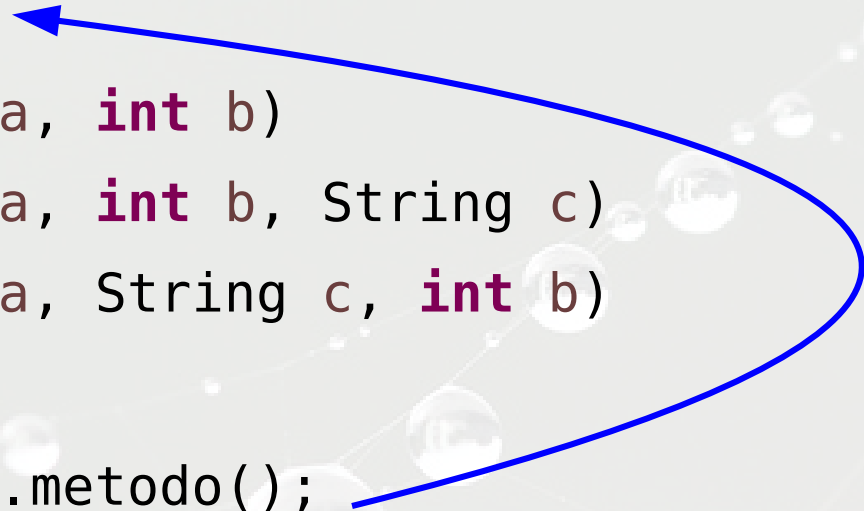 a, int b)
a, int b, String c)
a, String c, int b)
.metodo();